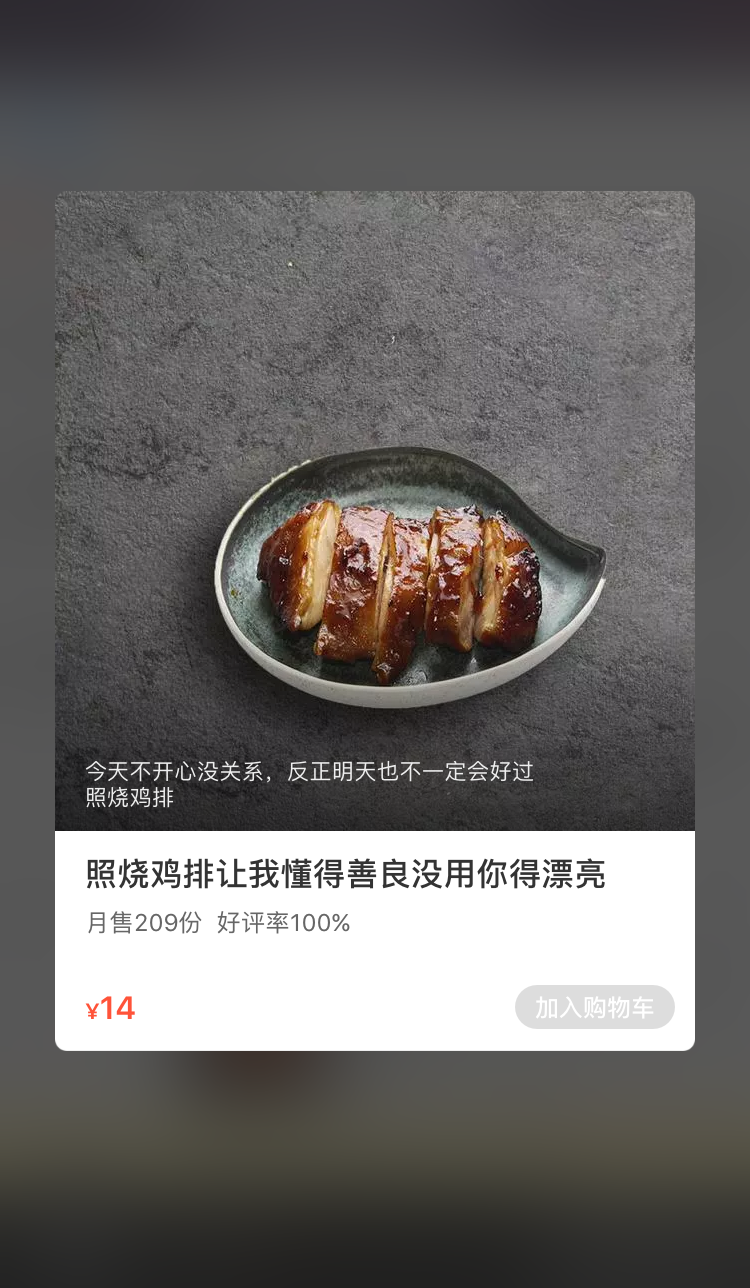 今天不开心没关系，反正明天也不一定会好过
照烧鸡排
照烧鸡排让我懂得善良没用你得漂亮
月售209份 好评率100%
¥14
加入购物车